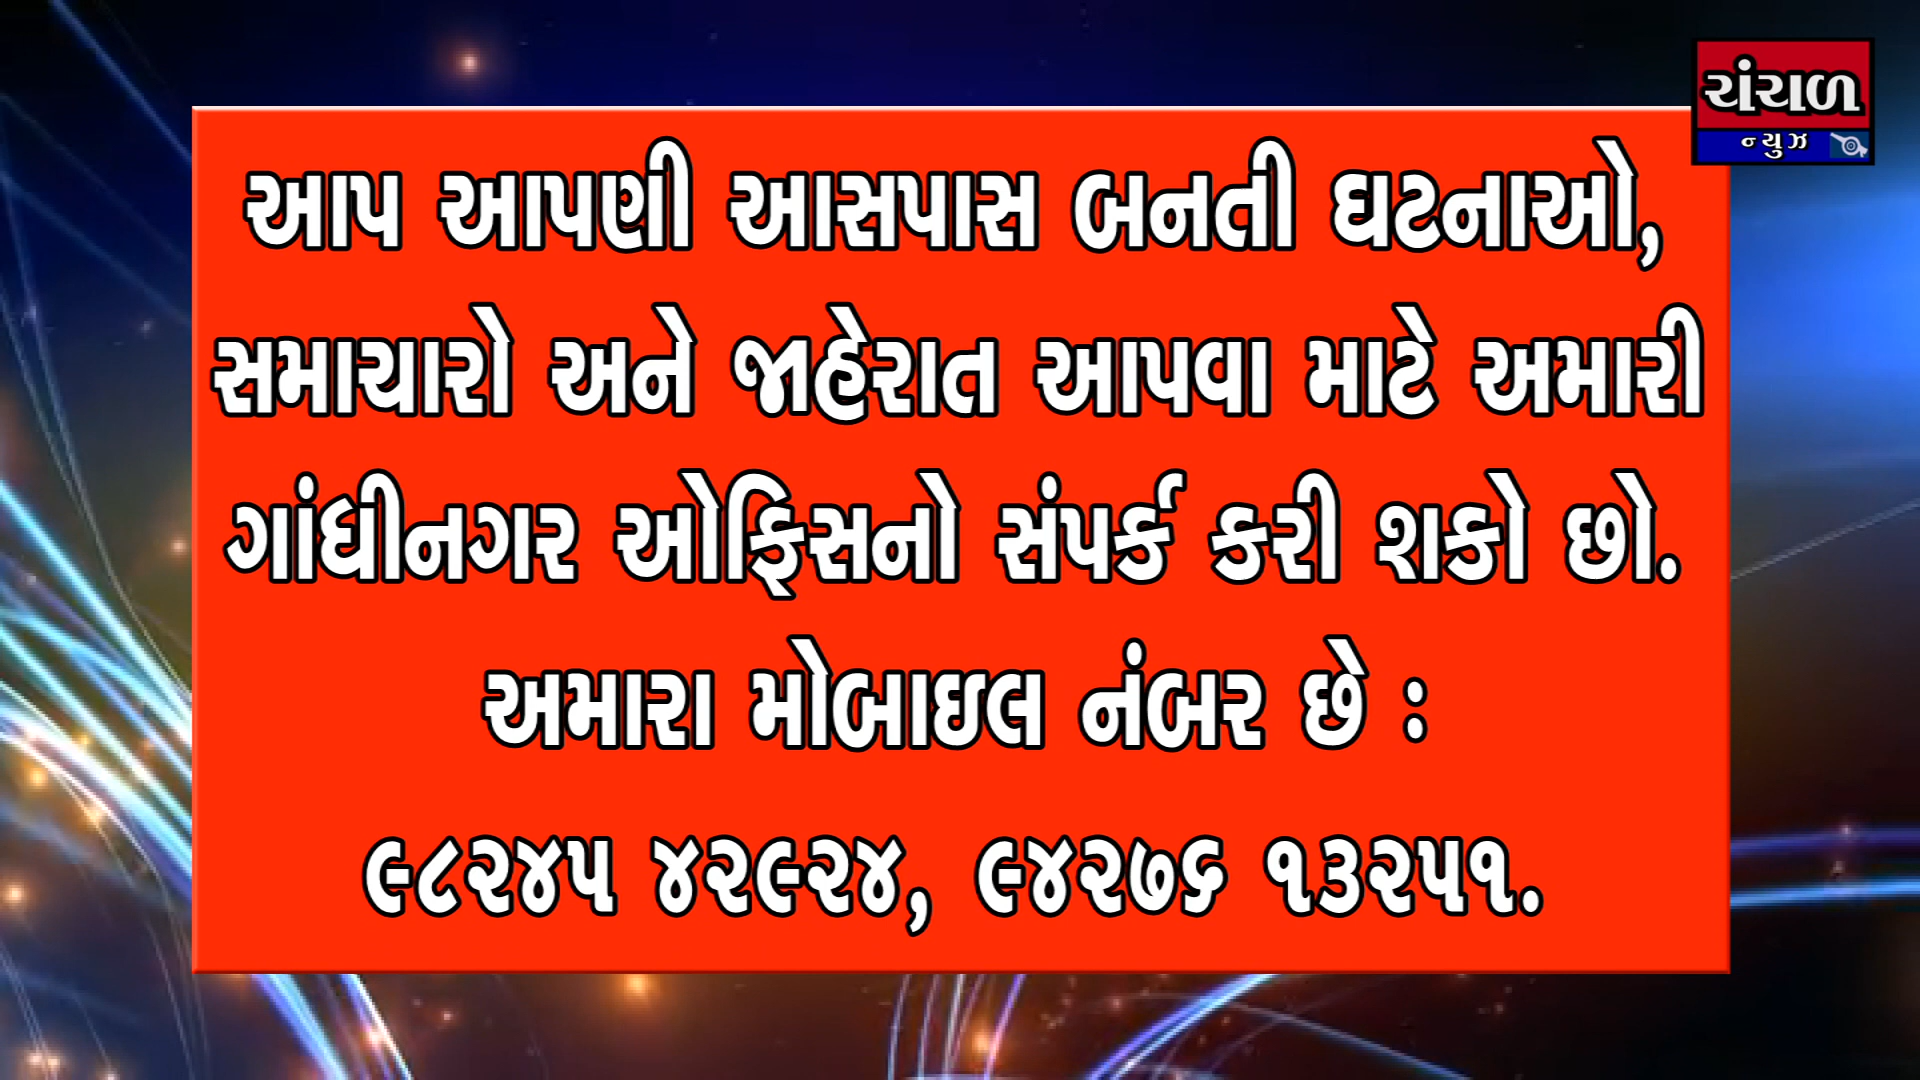 ચંચળ
ન્યુઝ
આપ આપણી આસપાસ બનતી ઘટનાઓ,
સમાચારો અને જાહેરાત આપવા માટે અમારી
ગાંધીનગર ઓફિસનો સંપર્ક કરી શકો છો.
અમારા મોબાઇલ નંબર છે :
૯૮૨૪૫ ૪૨૯૨૪, ૯૪૨૭૬ ૧૩૨૫૧.